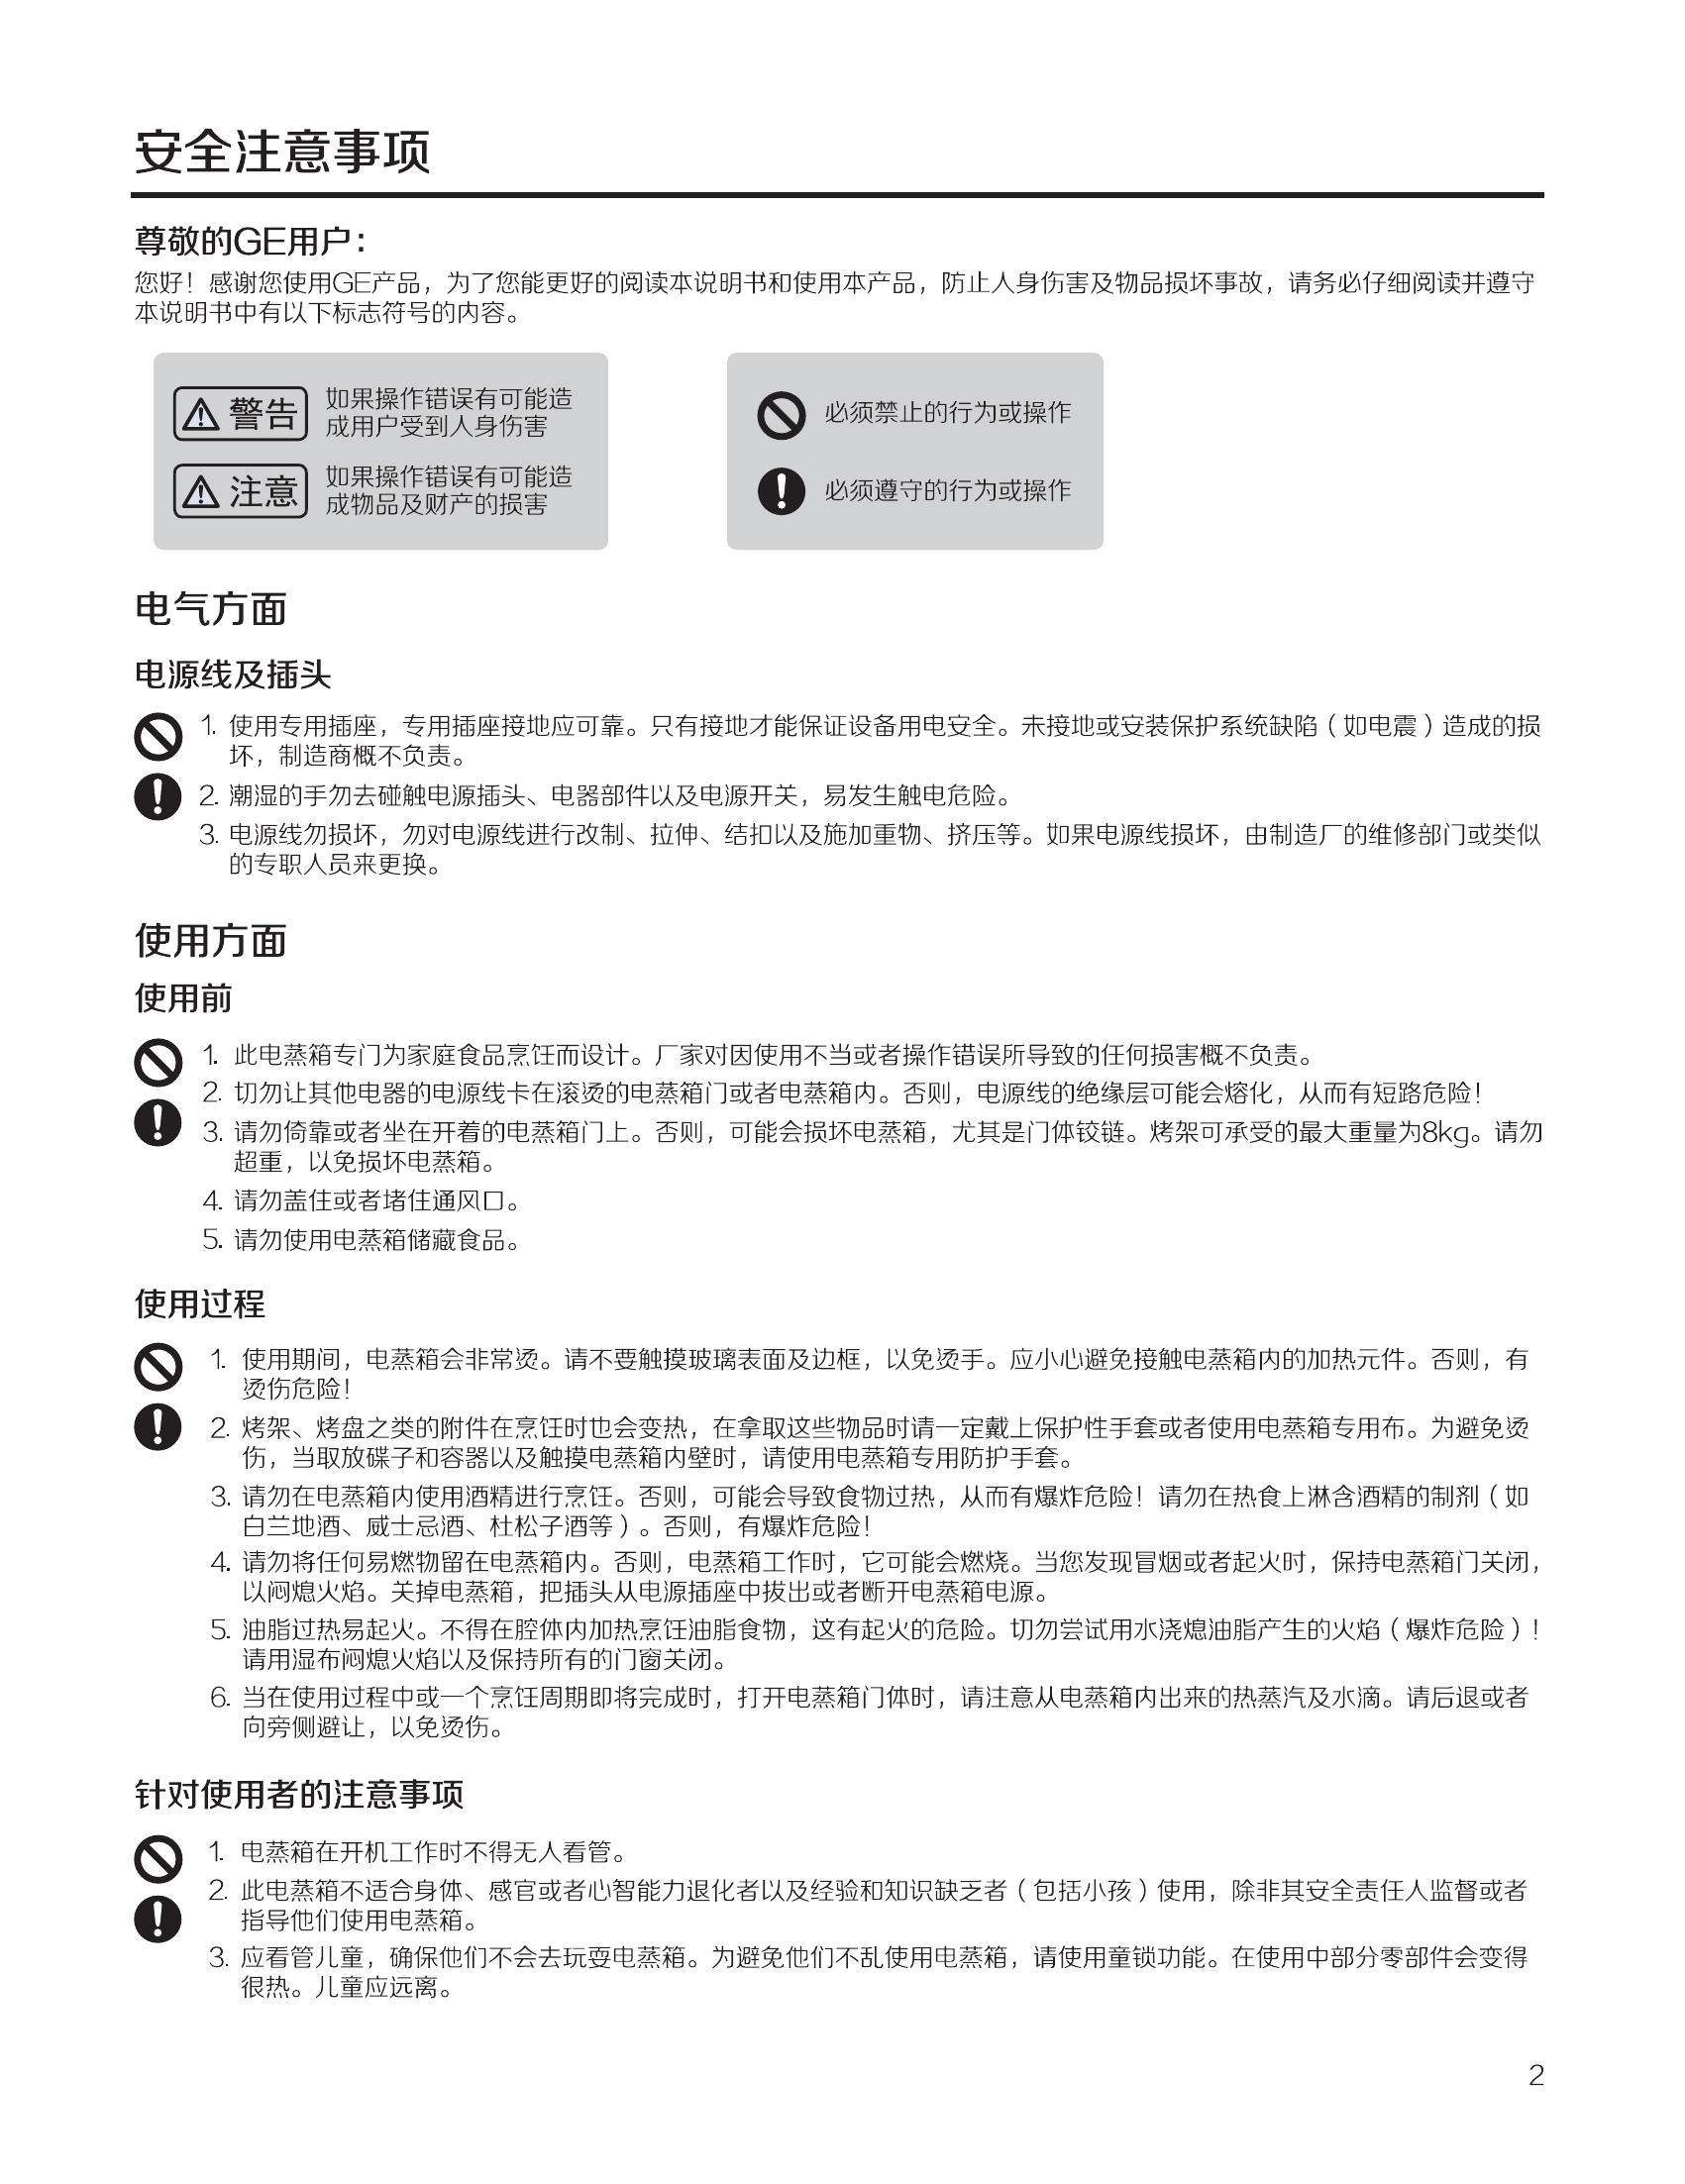 安全注意事项
尊敬的GE用户：
您好！感谢您使用GE产品，为了您能更好的阅读本说明书和使用本产品，防止人身伤害及物品损坏事故，请务必仔细阅读并遵守
本说明书中有以下标志符号的内容。
警告
如果操作错误有可能造
成用户受到人身伤害
注意
如果操作错误有可能造
成物品及财产的损害
必须禁止的行为或操作
必须遵守的行为或操作
电气方面
电源线及插头
1. 使用专用插座，专用插座接地应可靠。只有接地才能保证设备用电安全。未接地或安装保护系统缺陷（如电震）造成的损
坏，制造商概不负责。
2. 潮湿的手勿去碰触电源插头、电器部件以及电源开关，易发生触电危险。
3. 电源线勿损坏，勿对电源线进行改制、拉伸、结扣以及施加重物、挤压等。如果电源线损坏，由制造厂的维修部门或类似
的专职人员来更换。
使用方面
使用前
1. 此电蒸箱专门为家庭食品烹饪而设计。厂家对因使用不当或者操作错误所导致的任何损害概不负责。
2. 切勿让其他电器的电源线卡在滚烫的电蒸箱门或者电蒸箱内。否则，电源线的绝缘层可能会熔化，从而有短路危险！
3. 请勿倚靠或者坐在开着的电蒸箱门上。否则，可能会损坏电蒸箱，尤其是门体铰链。烤架可承受的最大重量为8kg。请勿
超重，以免损坏电蒸箱。
4. 请勿盖住或者堵住通风口。
5. 请勿使用电蒸箱储藏食品。
使用过程
1. 使用期间，电蒸箱会非常烫。请不要触摸玻璃表面及边框，以免烫手。应小心避免接触电蒸箱内的加热元件。否则，有
烫伤危险！
2. 烤架、烤盘之类的附件在烹饪时也会变热，在拿取这些物品时请一定戴上保护性手套或者使用电蒸箱专用布。为避免烫
伤，当取放碟子和容器以及触摸电蒸箱内壁时，请使用电蒸箱专用防护手套。
3. 请勿在电蒸箱内使用酒精进行烹饪。否则，可能会导致食物过热，从而有爆炸危险！请勿在热食上淋含酒精的制剂（如
白兰地酒、威士忌酒、杜松子酒等）。否则，有爆炸危险！
4. 请勿将任何易燃物留在电蒸箱内。否则，电蒸箱工作时，它可能会燃烧。当您发现冒烟或者起火时，保持电蒸箱门关闭，
以闷熄火焰。关掉电蒸箱，把插头从电源插座中拔出或者断开电蒸箱电源。
5. 油脂过热易起火。不得在腔体内加热烹饪油脂食物，这有起火的危险。切勿尝试用水浇熄油脂产生的火焰（爆炸危险）！
请用湿布闷熄火焰以及保持所有的门窗关闭。
6. 当在使用过程中或一个烹饪周期即将完成时，打开电蒸箱门体时，请注意从电蒸箱内出来的热蒸汽及水滴。请后退或者
向旁侧避让，以免烫伤。
针对使用者的注意事项
1. 电蒸箱在开机工作时不得无人看管。
2. 此电蒸箱不适合身体、感官或者心智能力退化者以及经验和知识缺乏者（包括小孩）使用，除非其安全责任人监督或者
指导他们使用电蒸箱。
3. 应看管儿童，确保他们不会去玩耍电蒸箱。为避免他们不乱使用电蒸箱，请使用童锁功能。在使用中部分零部件会变得
很热。儿童应远离。
2